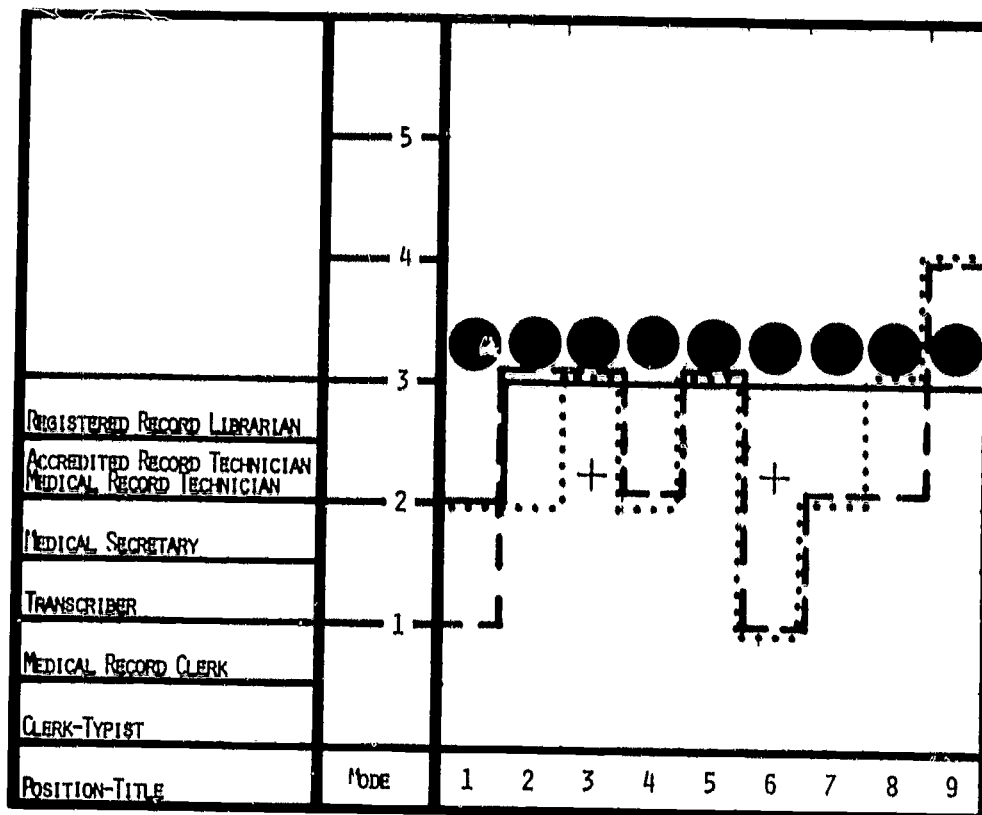 5
4
3
REGISTERED RECORD LIBRARIAN
ACCREDITED RECORD TECHNICIAN
MEDICAL RECORD TECHNICIAN
2
MEDICAL SECRETARY
TRANSCRIBER
1
MEDICAL RECORD CLERK
CLERK-TYPIST
POSITION-TITLE MODE 1 2 3 4 5 6 7 8 9